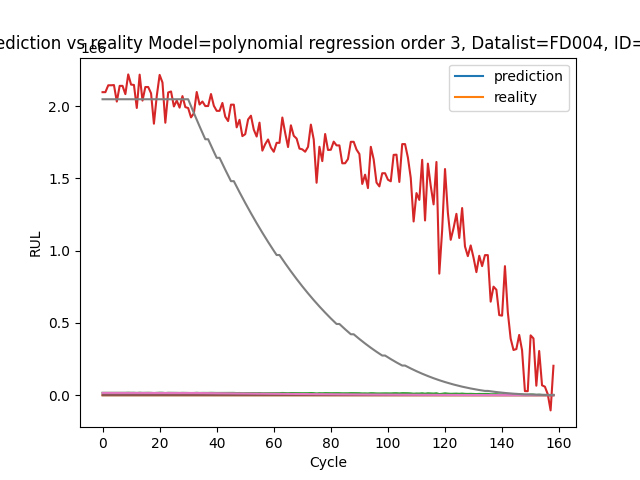 ediction vs reality Model=polynomial regression order 3, Datalist=FD004, ID=
1e6
prediction
reality
2.0
1.5
1.0
0.5
0.0
RUL
0 20 40 60 80 100 120 140 160
Cycle